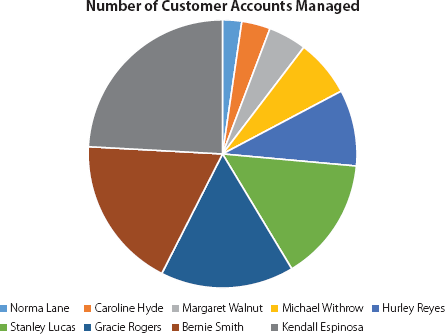 Number of Customer Accounts Managed
Norma Lane Caroline Hyde Margaret Walnut Michael Withrow Hurley Reyes
Stanley Lucas Gracie Rogers Bernie Smith Kendall Espinosa